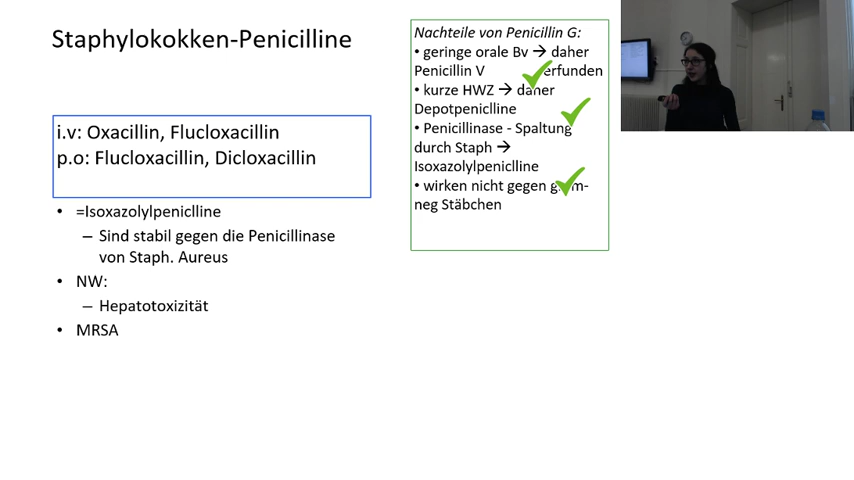 Staphylokokken-Penicilline
i.v: Oxacillin, Flucloxacillin
p.o: Flucloxacillin, Dicloxacillin
• =Isoxazolylpeniclline
– Sind stabil gegen die Penicillinase
von Staph. Aureus
• NW:
– Hepatotoxizität
• MRSA
Nachteile von Penicillin G:
• geringe orale Bv → daher
Penicillin V erfunden
• kurze HWZ → daher
Depotpeniclline
• Penicillinase - Spaltung
durch Staph →
Isoxazolylpeniclline
• wirken nicht gegen gram-
neg Stäbchen